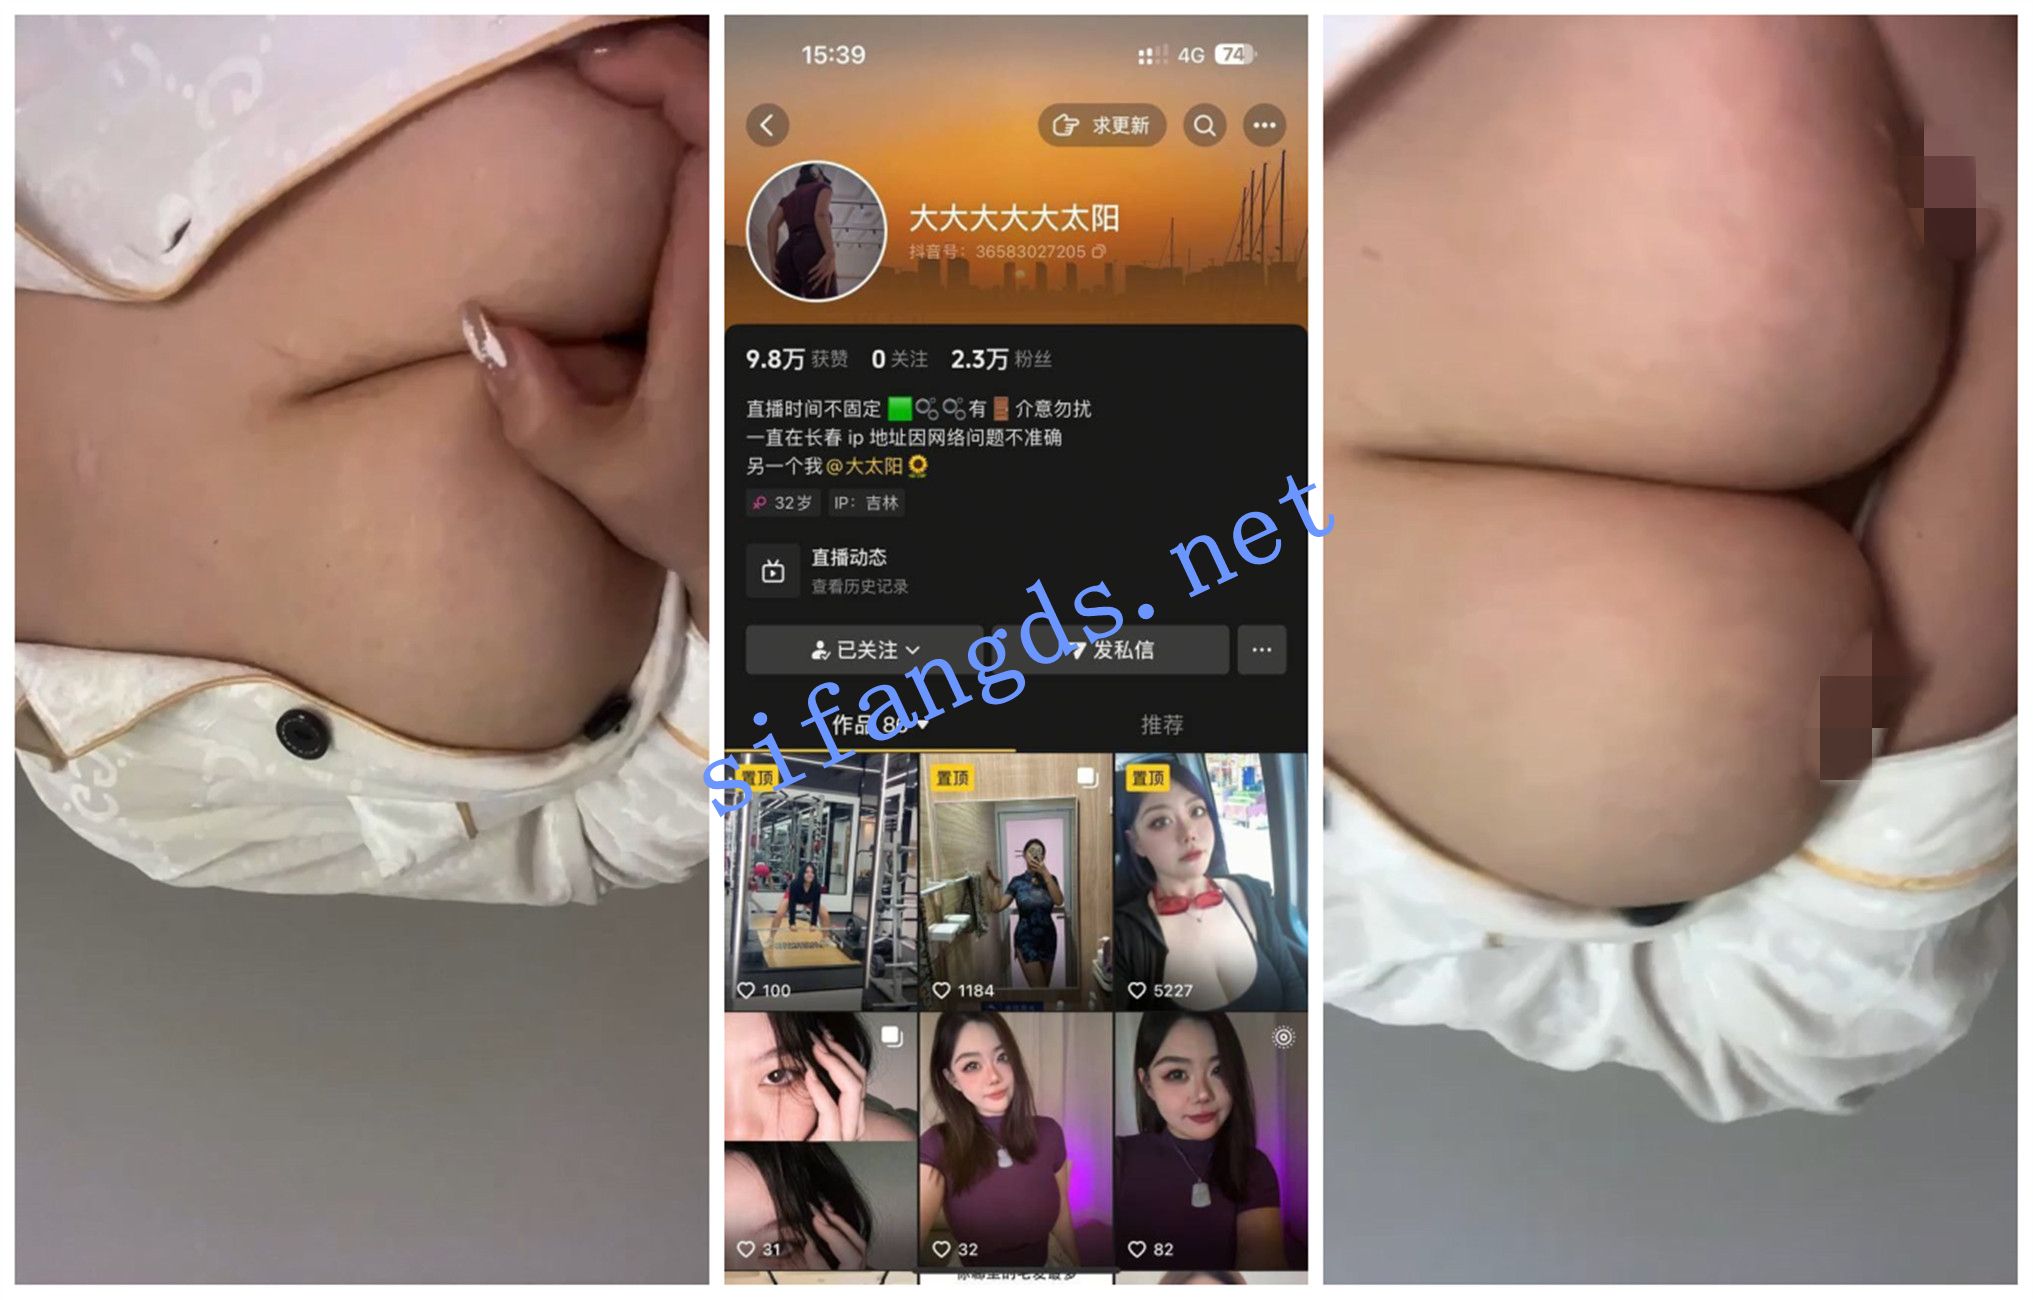 15:39
4G 74
求更新
大大大大大太阳
抖音号: 36583027205
9.8万 获赞 0 关注 2.3万 粉丝
直播时间不固定 有 介意勿扰
一直在长春 ip 地址因网络问题不准确
另一个我@大太阳
32岁 IP: 吉林
直播动态
查看历史记录
已关注 发私信
作品 86 推荐
置顶 置顶 置顶
100 1184 5227
31 32 82
sifangds.net